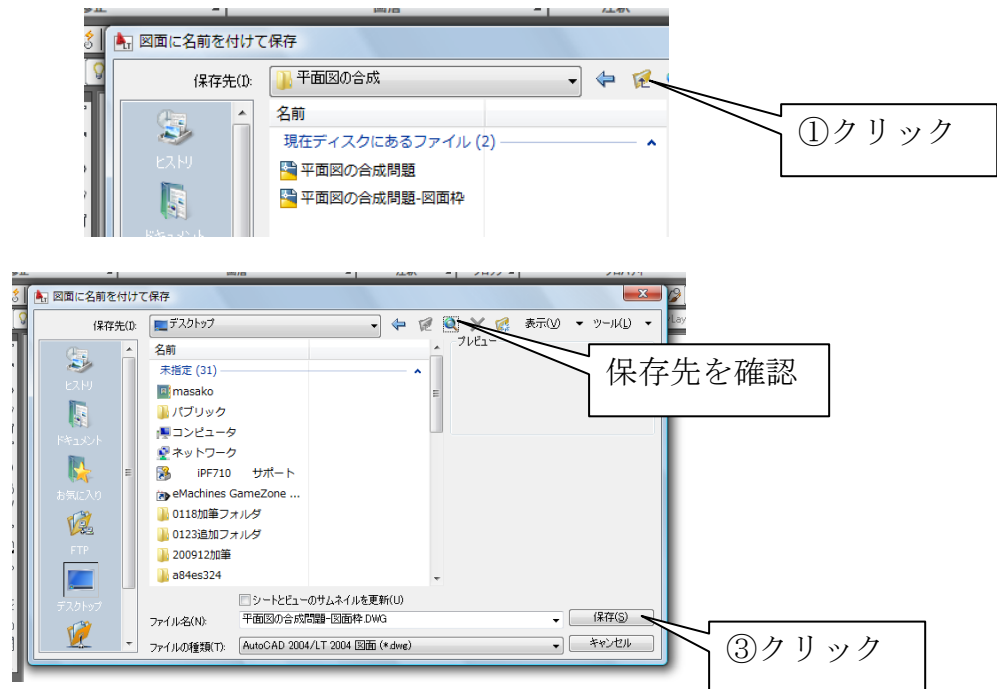 図面に名前を付けて保存
保存先(I):
平面図の合成
名前
現在ディスクにあるファイル (2)
平面図の合成問題
平面図の合成問題-図面枠
ヒストリ
①クリック
図面に名前を付けて保存
保存先(I):
デスクトップ
表示(V)
ツール(L)
名前
プレビュー
未指定 (31)
masako
パブリック
コンピュータ
ネットワーク
iPF710 サポート
eMachines GameZone ...
0118加筆フォルダ
0123追加フォルダ
200912加筆
a84es324
ヒストリ
ドキュメント
お気に入り
FTP
デスクトップ
保存先を確認
シートとビューのサムネイルを更新(U)
ファイル名(N):
平面図の合成問題-図面枠.DWG
保存(S)
ファイルの種類(T):
AutoCAD 2004/LT 2004 図面 (*.dwg)
キャンセル
③クリック